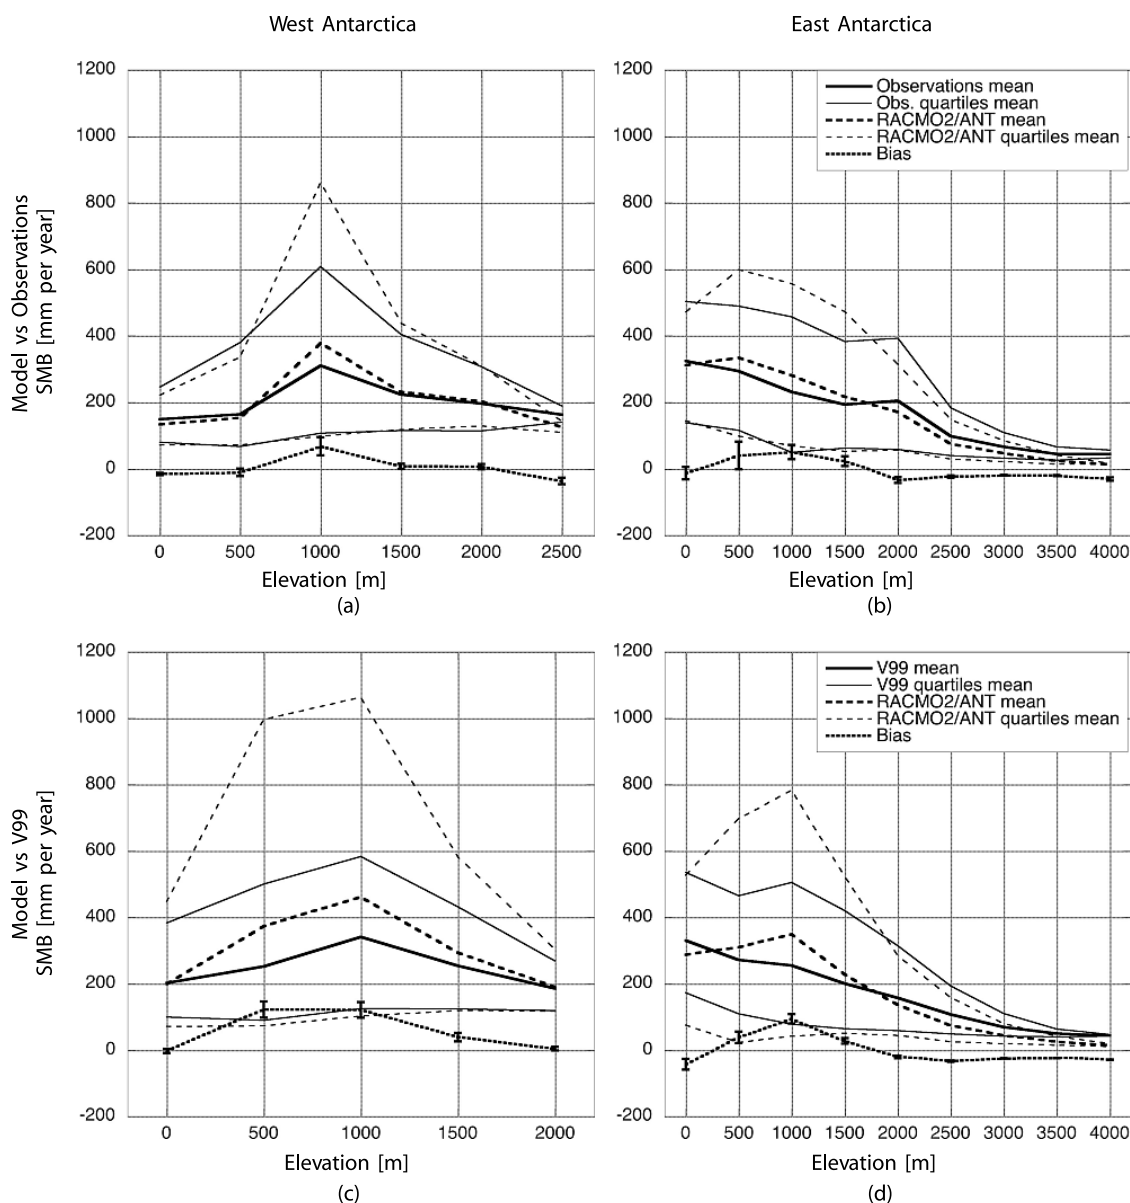 West Antarctica
East Antarctica
Model vs Observations
SMB [mm per year]
1200
1000
800
600
400
200
0
-200
0 500 1000 1500 2000 2500
Elevation [m]
(a)
1200
1000
800
600
400
200
0
-200
Observations mean
Obs. quartiles mean
RACMO2/ANT mean
RACMO2/ANT quartiles mean
Bias
0 500 1000 1500 2000 2500 3000 3500 4000
Elevation [m]
(b)
Model vs V99
SMB [mm per year]
1200
1000
800
600
400
200
0
-200
0 500 1000 1500 2000
Elevation [m]
(c)
1200
1000
800
600
400
200
0
-200
V99 mean
V99 quartiles mean
RACMO2/ANT mean
RACMO2/ANT quartiles mean
Bias
0 500 1000 1500 2000 2500 3000 3500 4000
Elevation [m]
(d)